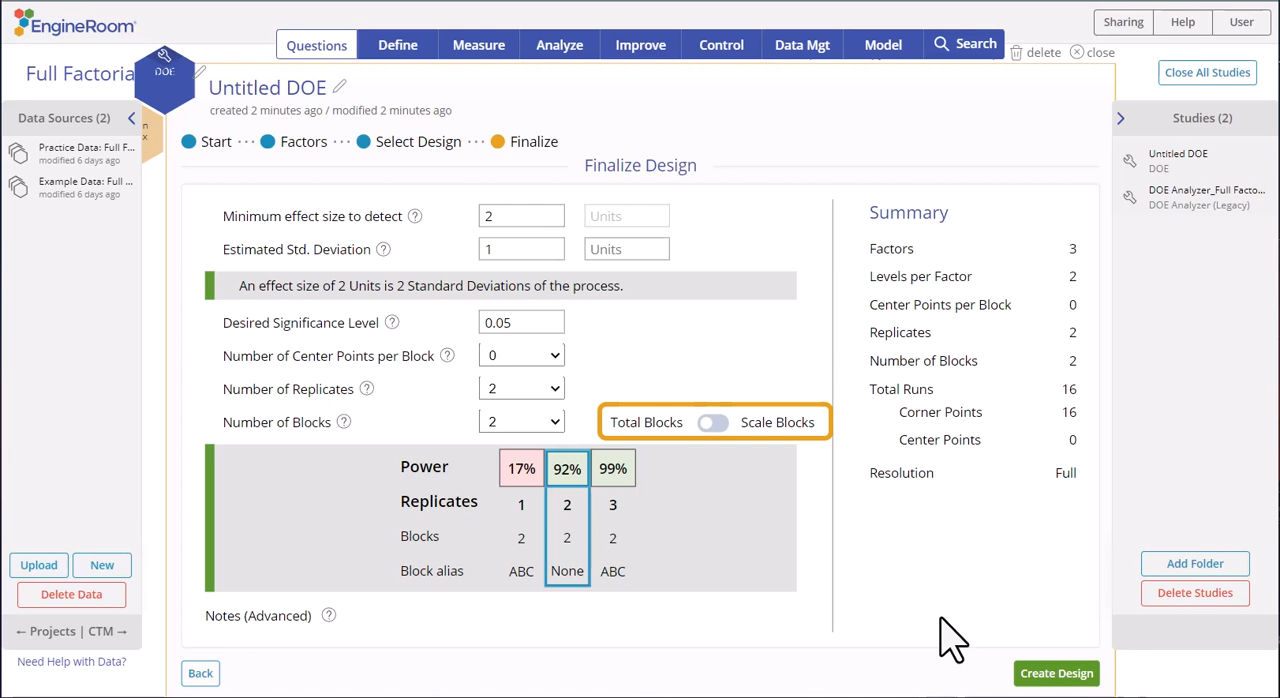 EngineRoom
Sharing
Help
User
Questions
Define
Measure
Analyze
Improve
Control
Data Mgt
Model
Search
delete
close
Full Factoria
DOE
Untitled DOE
created 2 minutes ago / modified 2 minutes ago
Close All Studies
Data Sources (2)
n
x
Practice Data: Full F...
modified 6 days ago
Example Data: Full ...
modified 6 days ago
Start ··· Factors ··· Select Design ··· Finalize
Finalize Design
Minimum effect size to detect ? 2 Units
Estimated Std. Deviation ? 1 Units
An effect size of 2 Units is 2 Standard Deviations of the process.
Desired Significance Level ? 0.05
Number of Center Points per Block ? 0
Number of Replicates ? 2
Number of Blocks ? 2
Total Blocks Scale Blocks
Power 17% 92% 99%
Replicates 1 2 3
Blocks 2 2 2
Block alias ABC None ABC
Notes (Advanced) ?
Back
Create Design
Summary
Factors 3
Levels per Factor 2
Center Points per Block 0
Replicates 2
Number of Blocks 2
Total Runs 16
Corner Points 16
Center Points 0
Resolution Full
Studies (2)
Untitled DOE
DOE
DOE Analyzer_Full Facto...
DOE Analyzer (Legacy)
Upload
New
Delete Data
← Projects | CTM →
Need Help with Data?
Add Folder
Delete Studies